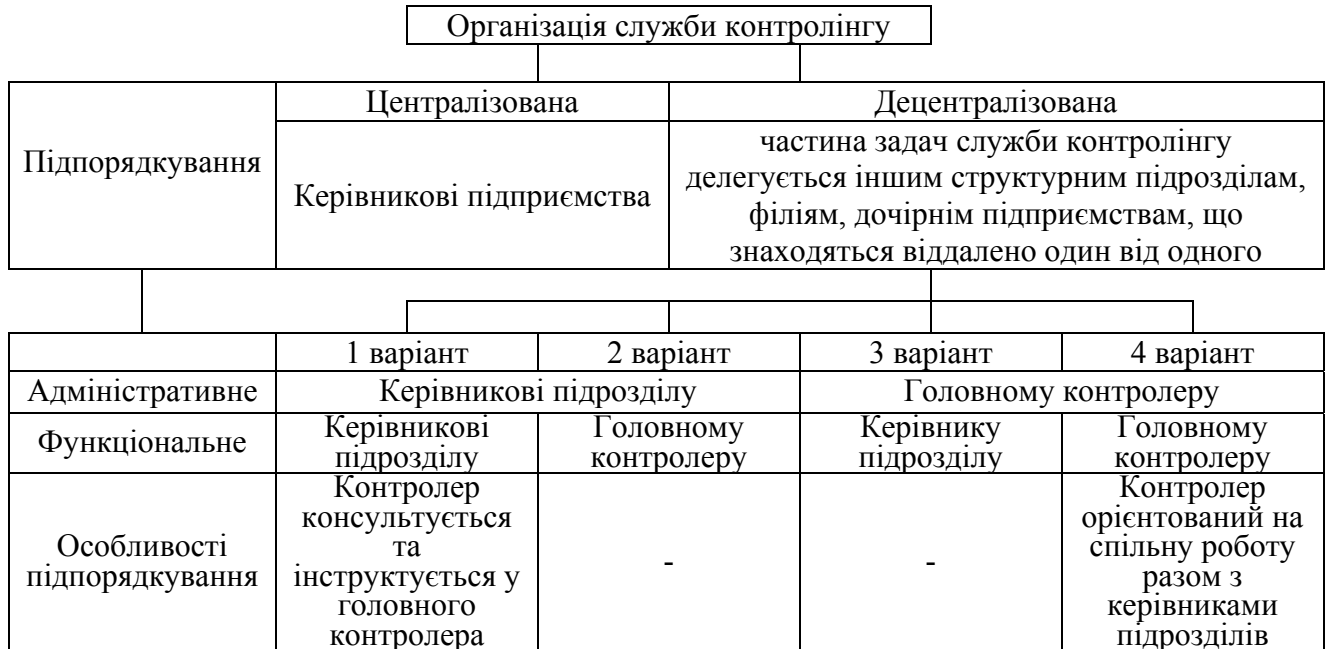 Організація служби контролінгу
Підпорядкування
Централізована
Децентралізована
Керівникові підприємства
частина задач служби контролінгу
делегується іншим структурним підрозділам,
філіям, дочірнім підприємствам, що
знаходяться віддалено один від одного
1 варіант
2 варіант
3 варіант
4 варіант
Адміністративне
Керівникові підрозділу
Головному контролеру
Функціональне
Керівникові
підрозділу
Головному
контролеру
Керівнику
підрозділу
Головному
контролеру
Особливості
підпорядкування
Контролер
консультується
та
інструктується у
головного
контролера
-
-
Контролер
орієнтований на
спільну роботу
разом з
керівниками
підрозділів